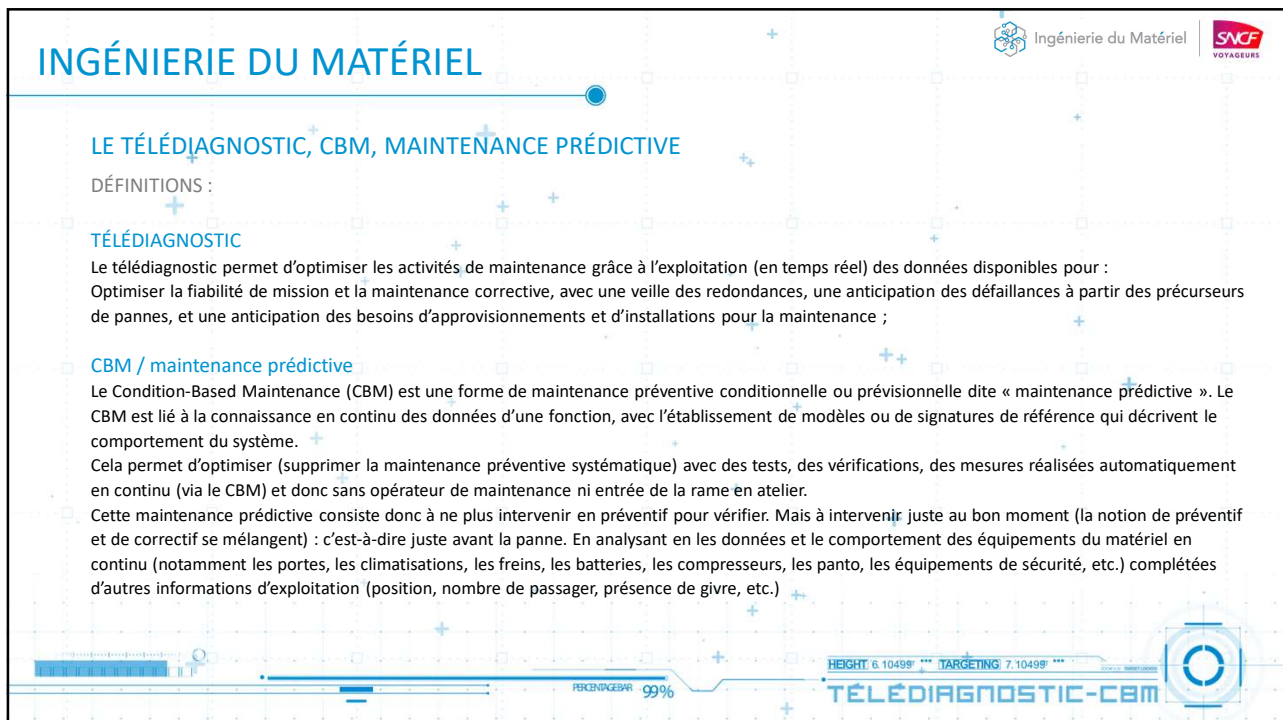 Ingénierie du Matériel
SNCF
VOYAGEURS
INGÉNIERIE DU MATÉRIEL
LE TÉLÉDIAGNOSTIC, CBM, MAINTENANCE PRÉDICTIVE
DÉFINITIONS :
TÉLÉDIAGNOSTIC
Le télédiagnostic permet d’optimiser les activités de maintenance grâce à l’exploitation (en temps réel) des données disponibles pour :
Optimiser la fiabilité de mission et la maintenance corrective, avec une veille des redondances, une anticipation des défaillances à partir des précurseurs
de pannes, et une anticipation des besoins d’approvisionnements et d’installations pour la maintenance ;
CBM / maintenance prédictive
Le Condition-Based Maintenance (CBM) est une forme de maintenance préventive conditionnelle ou prévisionnelle dite « maintenance prédictive ». Le
CBM est lié à la connaissance en continu des données d’une fonction, avec l’établissement de modèles ou de signatures de référence qui décrivent le
comportement du système.
Cela permet d’optimiser (supprimer la maintenance préventive systématique) avec des tests, des vérifications, des mesures réalisées automatiquement
en continu (via le CBM) et donc sans opérateur de maintenance ni entrée de la rame en atelier.
Cette maintenance prédictive consiste donc à ne plus intervenir en préventif pour vérifier. Mais à intervenir juste au bon moment (la notion de préventif
et de correctif se mélangent) : c’est-à-dire juste avant la panne. En analysant en les données et le comportement des équipements du matériel en
continu (notamment les portes, les climatisations, les freins, les batteries, les compresseurs, les panto, les équipements de sécurité, etc.) complétées
d’autres informations d’exploitation (position, nombre de passager, présence de givre, etc.)
HEIGHT 6.10499 *** TARGETING 7.10499 ***
PERCENTAGE BAR 99%
TÉLÉDIAGNOSTIC-CBM